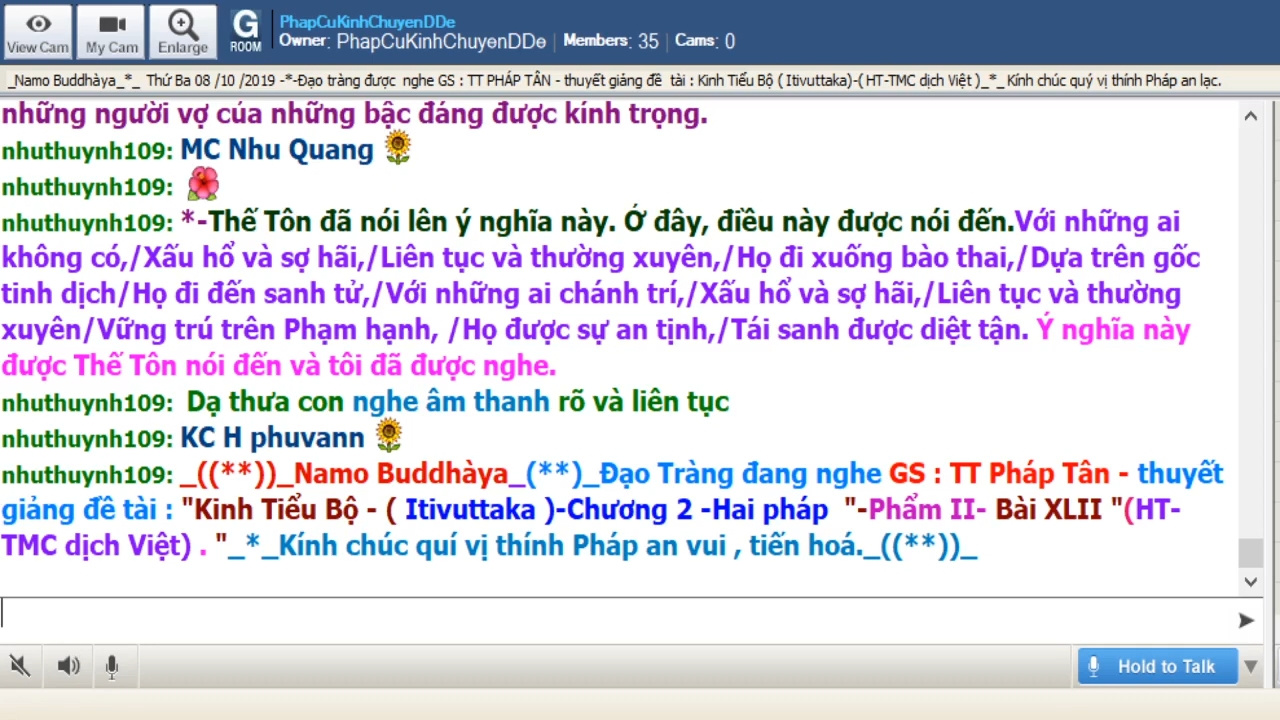 View Cam
My Cam
Enlarge
G
ROOM
PhapCuKinhChuyenDDe
Owner: PhapCuKinhChuyenDDe | Members: 35 | Cams: 0
_Namo Buddhàya_*_ Thứ Ba 08 /10 /2019 -*-Đạo tràng được nghe GS : TT PHÁP TÂN - thuyết giảng đề tài : Kinh Tiểu Bộ ( Itivuttaka)-( HT-TMC dịch Việt )_*_Kính chúc quý vị thính Pháp an lạc.
những người vợ của những bậc đáng được kính trọng.
nhuthuynh109: MC Nhu Quang
nhuthuynh109:
nhuthuynh109: *-Thế Tôn đã nói lên ý nghĩa này. Ở đây, điều này được nói đến.Với những ai
không có,/Xấu hổ và sợ hãi,/Liên tục và thường xuyên,/Họ đi xuống bào thai,/Dựa trên gốc
tinh dịch/Họ đi đến sanh tử,/Với những ai chánh trí,/Xấu hổ và sợ hãi,/Liên tục và thường
xuyên/Vững trú trên Phạm hạnh, /Họ được sự an tịnh,/Tái sanh được diệt tận. Ý nghĩa này
được Thế Tôn nói đến và tôi đã được nghe.
nhuthuynh109: Dạ thưa con nghe âm thanh rõ và liên tục
nhuthuynh109: KC H phuvann
nhuthuynh109: _((**))_Namo Buddhàya_(**)_Đạo Tràng đang nghe GS : TT Pháp Tân - thuyết
giảng đề tài : "Kinh Tiểu Bộ - ( Itivuttaka )-Chương 2 -Hai pháp "-Phẩm II- Bài XLII "(HT-
TMC dịch Việt) . "_*_Kính chúc quí vị thính Pháp an vui , tiến hoá._((**))_
Hold to Talk